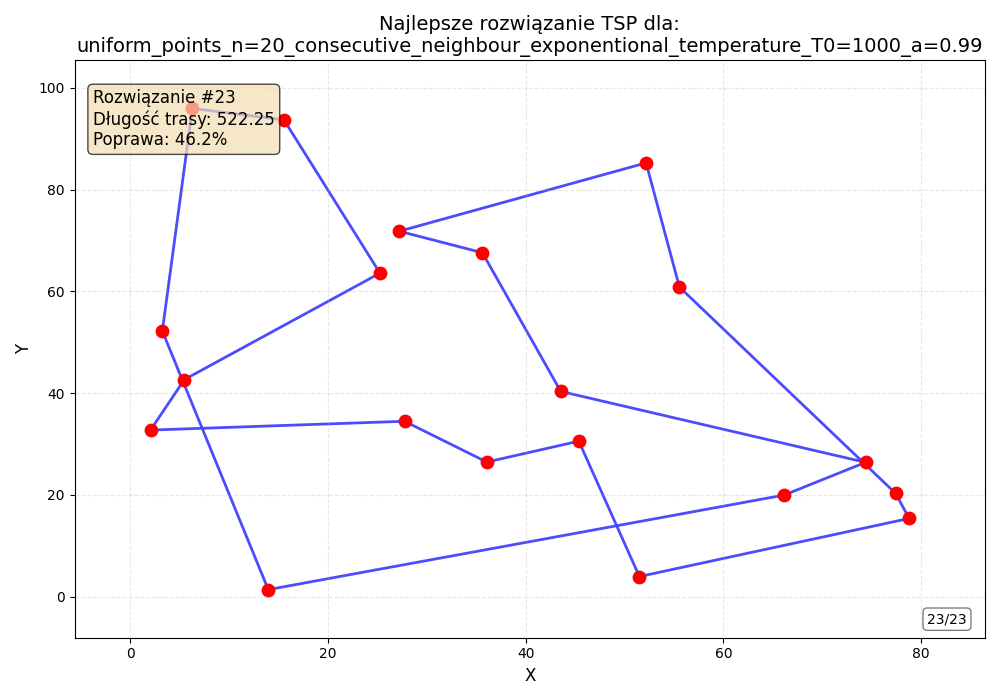 Najlepsze rozwiązanie TSP dla:
uniform_points_n=20_consecutive_neighbour_exponentional_temperature_T0=1000_a=0.99
Rozwiązanie #23
Długość trasy: 522.25
Poprawa: 46.2%
100
80
60
40
20
0
Y
0 20 40 60 80
X
23/23